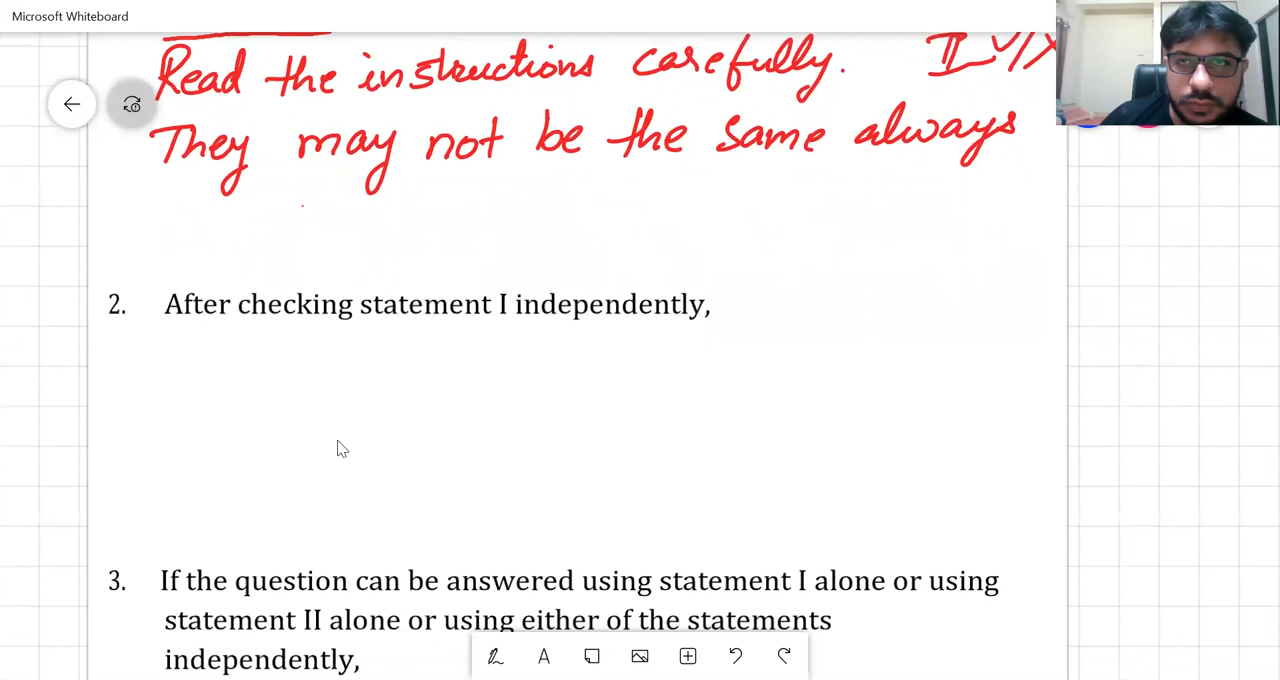 Microsoft Whiteboard
Read the instructions carefully.
They may not be the same always
2. After checking statement I independently,
3. If the question can be answered using statement I alone or using
statement II alone or using either of the statements
independently,